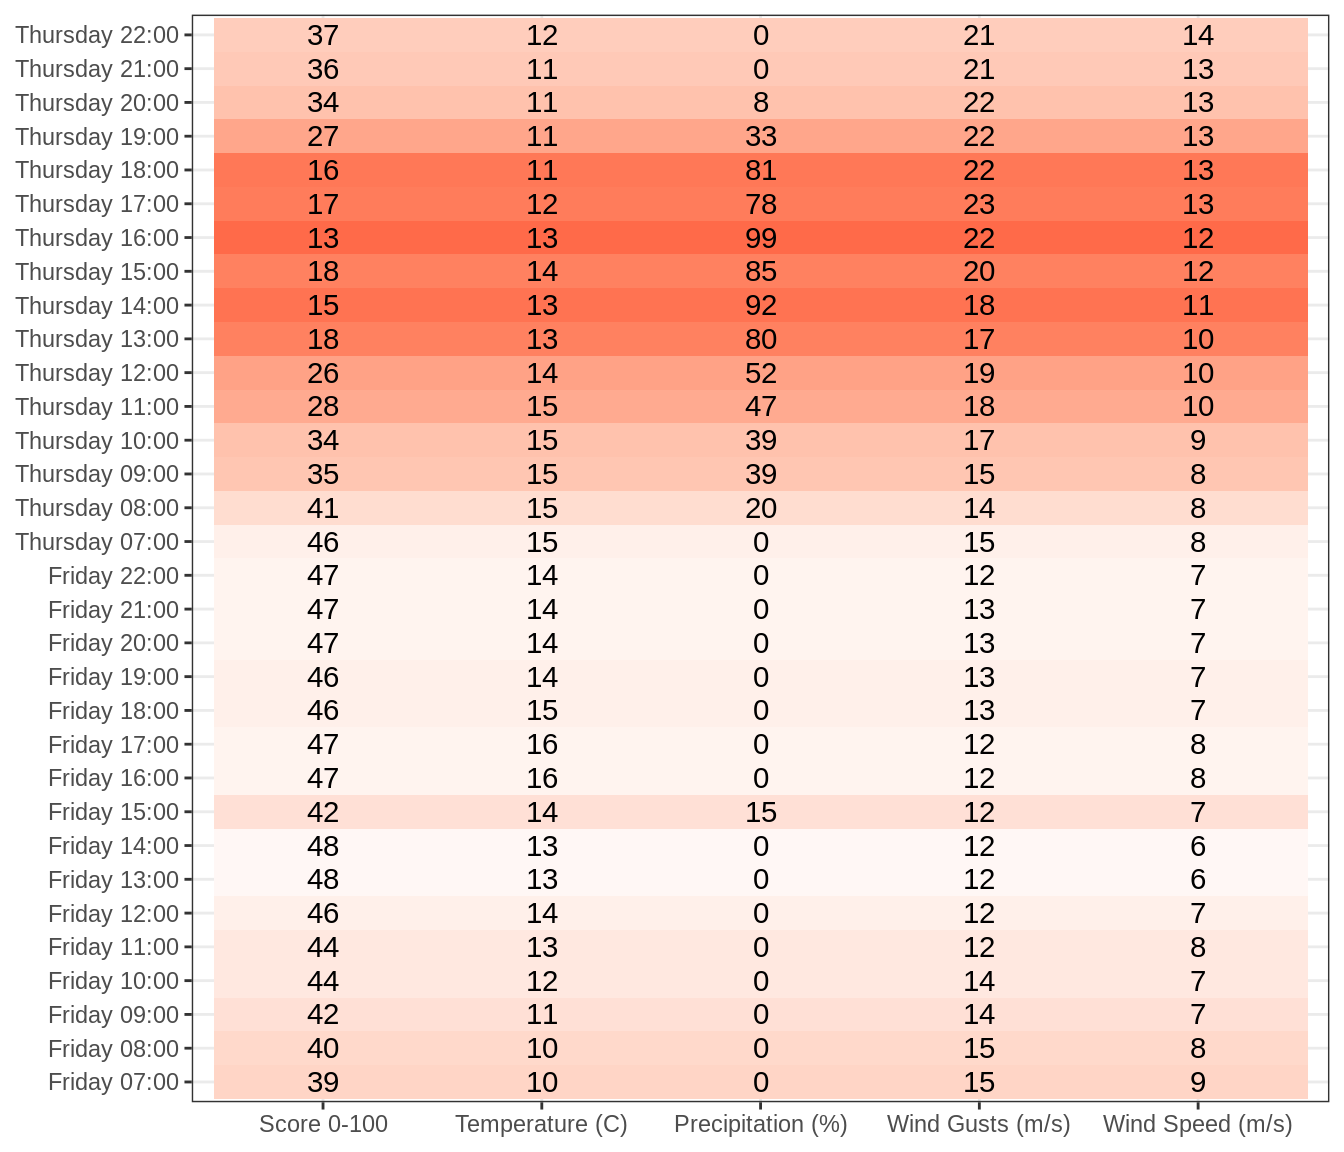 Thursday 22:00 37 12 0 21 14
Thursday 21:00 36 11 0 21 13
Thursday 20:00 34 11 8 22 13
Thursday 19:00 27 11 33 22 13
Thursday 18:00 16 11 81 22 13
Thursday 17:00 17 12 78 23 13
Thursday 16:00 13 13 99 22 12
Thursday 15:00 18 14 85 20 12
Thursday 14:00 15 13 92 18 11
Thursday 13:00 18 13 80 17 10
Thursday 12:00 26 14 52 19 10
Thursday 11:00 28 15 47 18 10
Thursday 10:00 34 15 39 17 9
Thursday 09:00 35 15 39 15 8
Thursday 08:00 41 15 20 14 8
Thursday 07:00 46 15 0 15 8
Friday 22:00 47 14 0 12 7
Friday 21:00 47 14 0 13 7
Friday 20:00 47 14 0 13 7
Friday 19:00 46 14 0 13 7
Friday 18:00 46 15 0 13 7
Friday 17:00 47 16 0 12 8
Friday 16:00 47 16 0 12 8
Friday 15:00 42 14 15 12 7
Friday 14:00 48 13 0 12 6
Friday 13:00 48 13 0 12 6
Friday 12:00 46 14 0 12 7
Friday 11:00 44 13 0 12 8
Friday 10:00 44 12 0 14 7
Friday 09:00 42 11 0 14 7
Friday 08:00 40 10 0 15 8
Friday 07:00 39 10 0 15 9
Score 0-100 Temperature (C) Precipitation (%) Wind Gusts (m/s) Wind Speed (m/s)